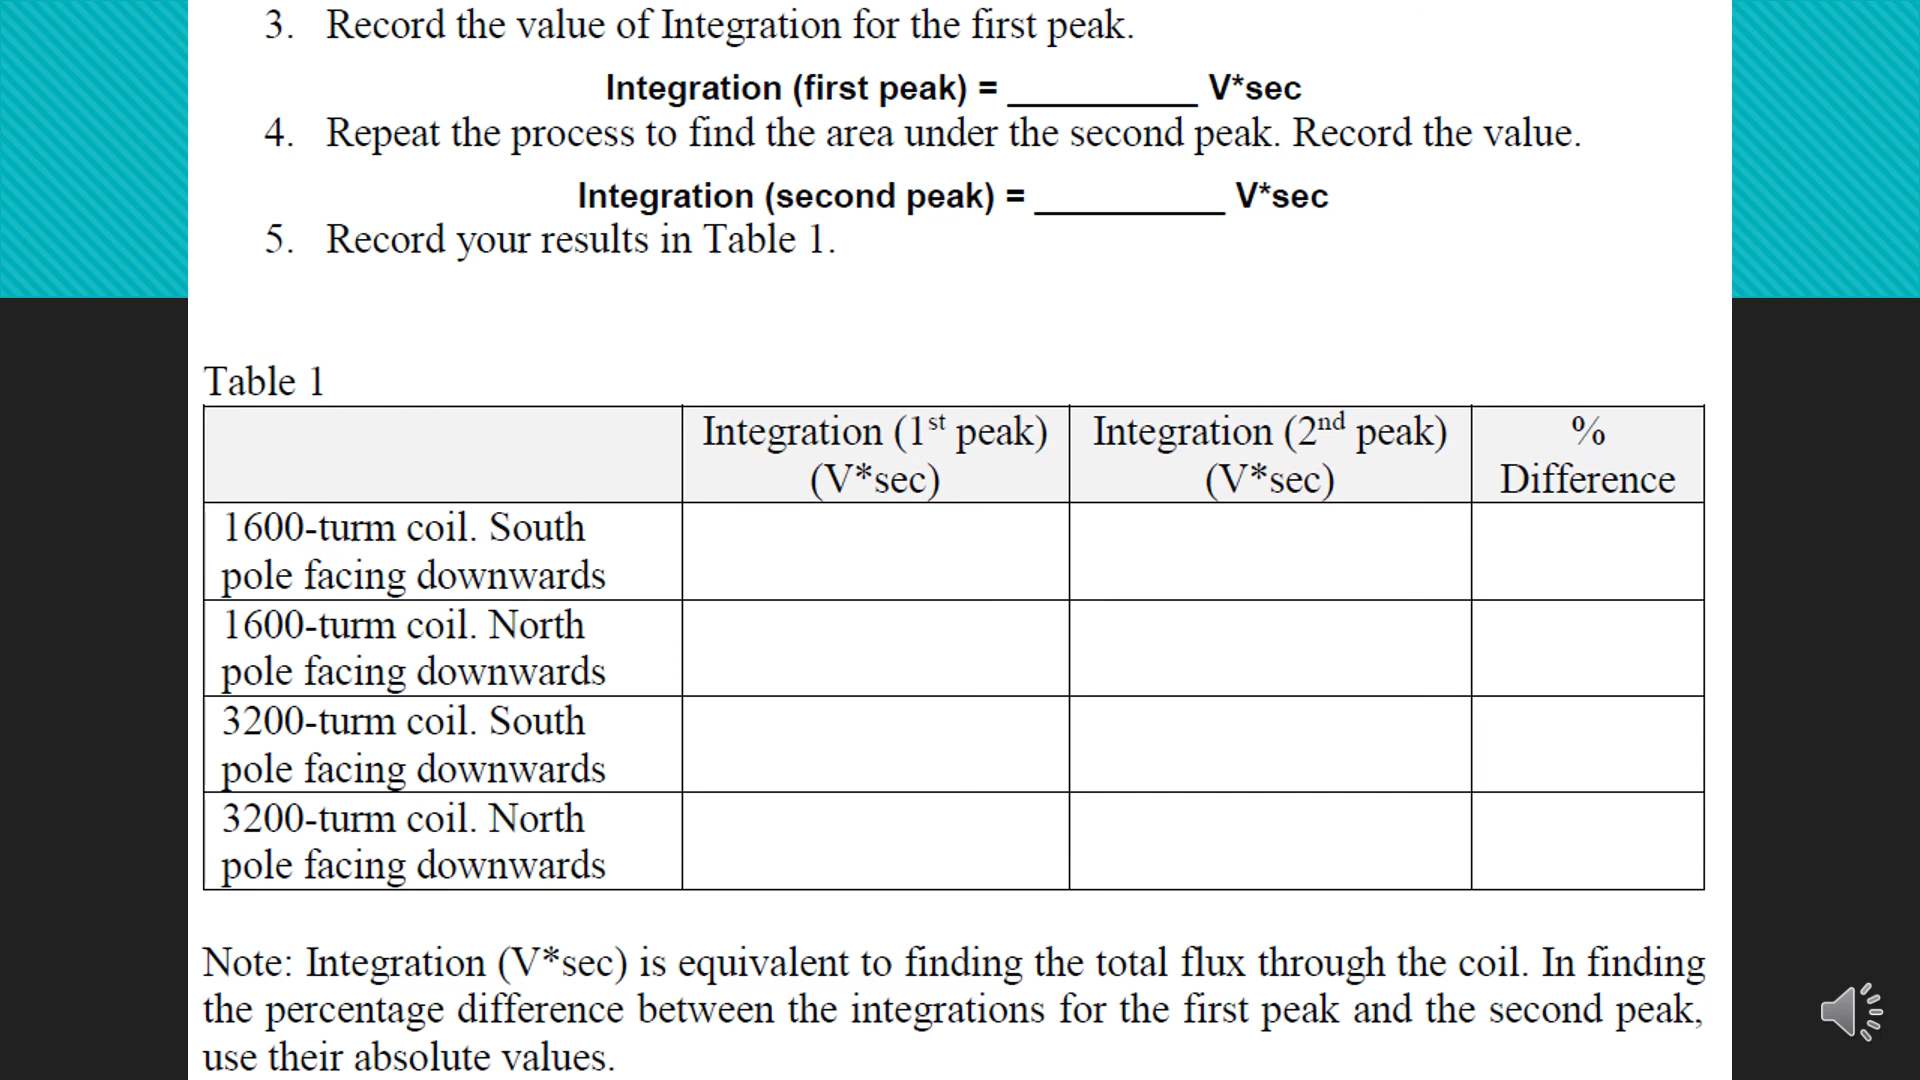 3. Record the value of Integration for the first peak.
Integration (first peak) = __________ V*sec
4. Repeat the process to find the area under the second peak. Record the value.
Integration (second peak) = __________ V*sec
5. Record your results in Table 1.
Table 1
Integration (1st peak) (V*sec)
Integration (2nd peak) (V*sec)
% Difference
1600-turm coil. South
pole facing downwards
1600-turm coil. North
pole facing downwards
3200-turm coil. South
pole facing downwards
3200-turm coil. North
pole facing downwards
Note: Integration (V*sec) is equivalent to finding the total flux through the coil. In finding
the percentage difference between the integrations for the first peak and the second peak,
use their absolute values.